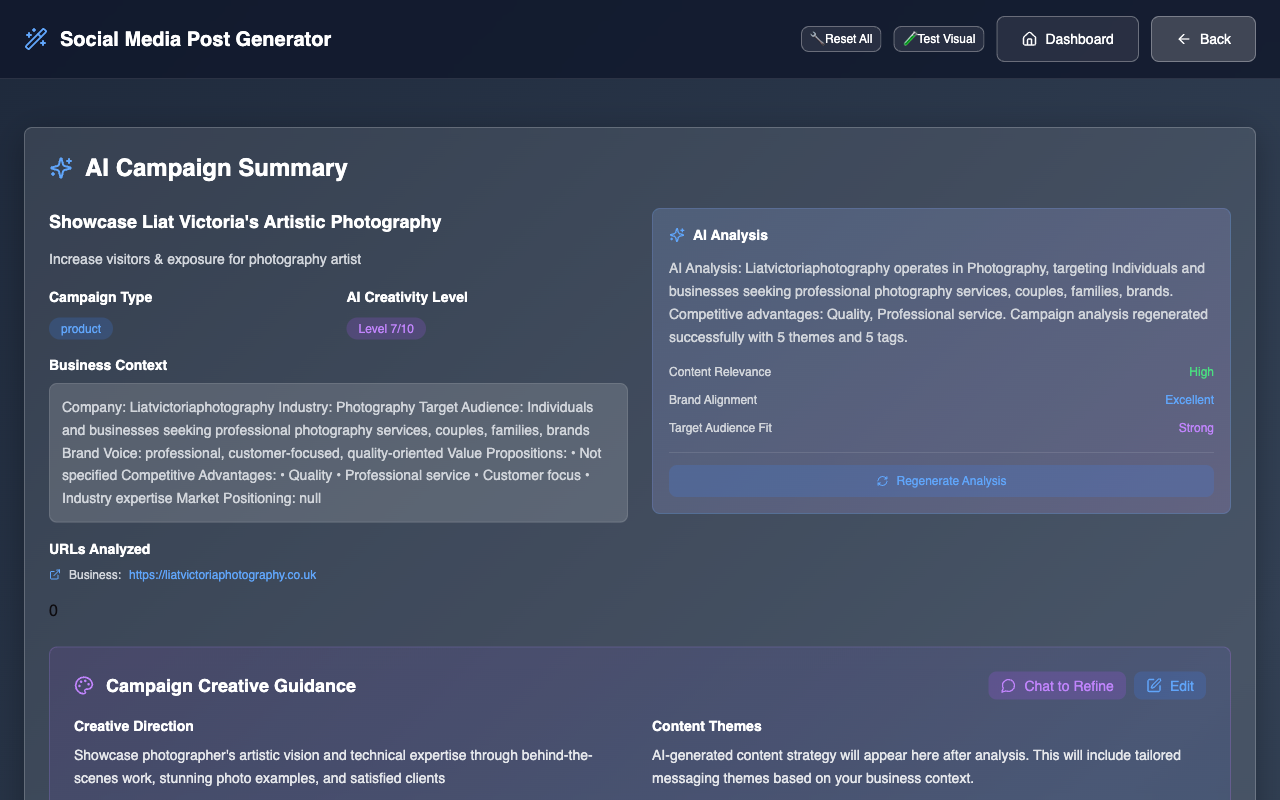 Social Media Post Generator
Reset All
Test Visual
Dashboard
Back
AI Campaign Summary
Showcase Liat Victoria's Artistic Photography
Increase visitors & exposure for photography artist
Campaign Type
AI Creativity Level
product
Level 7/10
Business Context
Company: Liatvictoriaphotography Industry: Photography Target Audience: Individuals
and businesses seeking professional photography services, couples, families, brands
Brand Voice: professional, customer-focused, quality-oriented Value Propositions: • Not
specified Competitive Advantages: • Quality • Professional service • Customer focus •
Industry expertise Market Positioning: null
URLs Analyzed
Business: https://liatvictoriaphotography.co.uk
0
AI Analysis
AI Analysis: Liatvictoriaphotography operates in Photography, targeting Individuals and
businesses seeking professional photography services, couples, families, brands.
Competitive advantages: Quality, Professional service. Campaign analysis regenerated
successfully with 5 themes and 5 tags.
Content Relevance High
Brand Alignment Excellent
Target Audience Fit Strong
Regenerate Analysis
Campaign Creative Guidance
Chat to Refine
Edit
Creative Direction
Showcase photographer's artistic vision and technical expertise through behind-the-
scenes work, stunning photo examples, and satisfied clients
Content Themes
AI-generated content strategy will appear here after analysis. This will include tailored
messaging themes based on your business context.